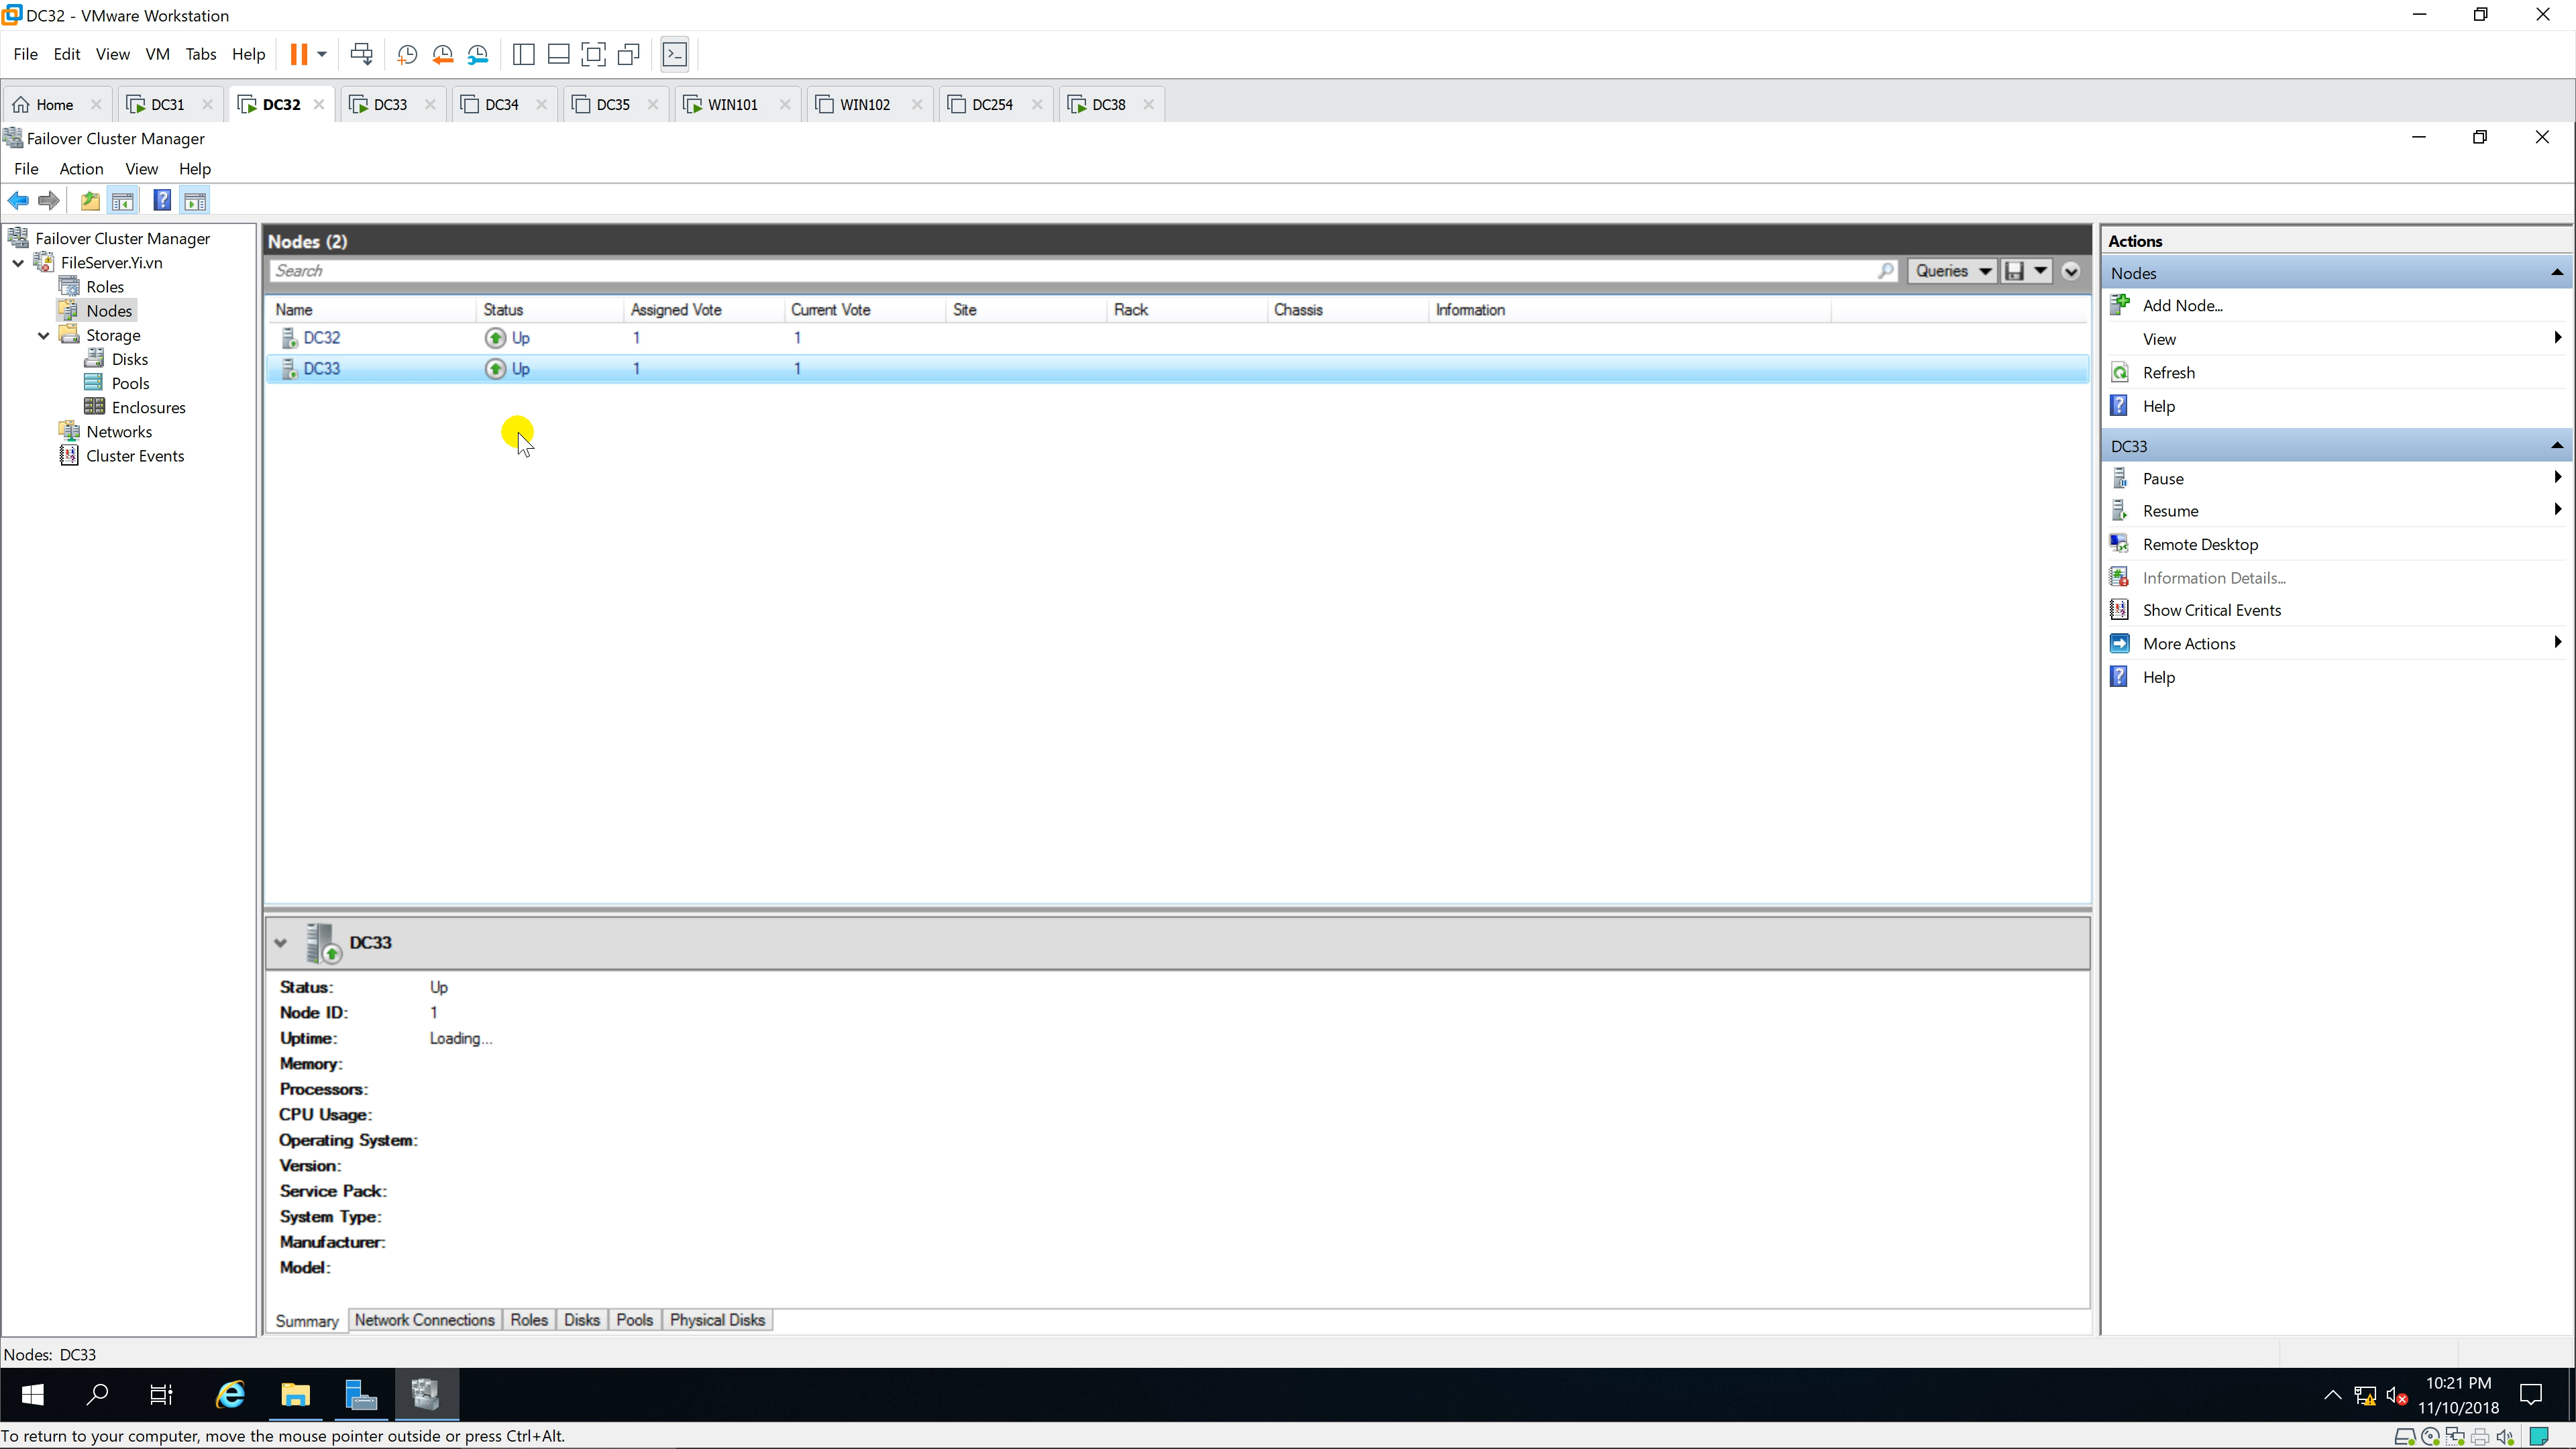 DC32 - VMware Workstation
File Edit View VM Tabs Help
Home DC31 DC32 DC33 DC34 DC35 WIN101 WIN102 DC254 DC38
Failover Cluster Manager
File Action View Help
Failover Cluster Manager
FileServer.Yi.vn
Roles
Nodes
Storage
Disks
Pools
Enclosures
Networks
Cluster Events
Nodes (2)
Search
Queries
Name Status Assigned Vote Current Vote Site Rack Chassis Information
DC32 Up 1 1
DC33 Up 1 1
DC33
Status: Up
Node ID: 1
Uptime: Loading...
Memory:
Processors:
CPU Usage:
Operating System:
Version:
Service Pack:
System Type:
Manufacturer:
Model:
Summary Network Connections Roles Disks Pools Physical Disks
Actions
Nodes
Add Node...
View
Refresh
Help
DC33
Pause
Resume
Remote Desktop
Information Details...
Show Critical Events
More Actions
Help
Nodes: DC33
10:21 PM
11/10/2018
To return to your computer, move the mouse pointer outside or press Ctrl+Alt.